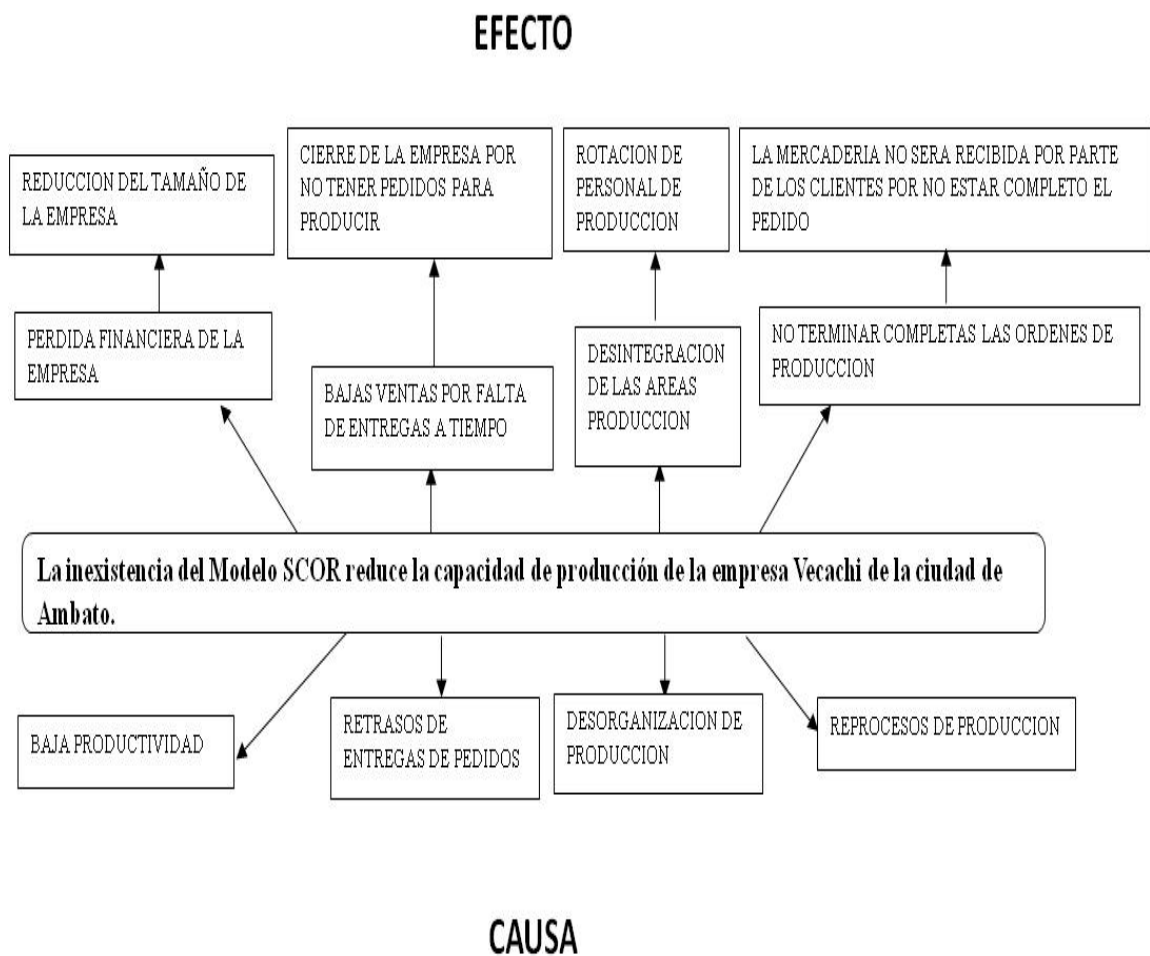 EFECTO
REDUCCION DEL TAMAÑO DE
LA EMPRESA
CIERRE DE LA EMPRESA POR
NO TENER PEDIDOS PARA
PRODUCIR
ROTACION DE
PERSONAL DE
PRODUCCION
LA MERCADERIA NO SERA RECIBIDA POR PARTE
DE LOS CLIENTES POR NO ESTAR COMPLETO EL
PEDIDO
PERDIDA FINANCIERA DE LA
EMPRESA
BAJAS VENTAS POR FALTA
DE ENTREGAS A TIEMPO
DESINTEGRACION
DE LAS AREAS
PRODUCCION
NO TERMINAR COMPLETAS LAS ORDENES DE
PRODUCCION
La inexistencia del Modelo SCOR reduce la capacidad de producción de la empresa Vecachi de la ciudad de
Ambato.
BAJA PRODUCTIVIDAD
RETRASOS DE
ENTREGAS DE PEDIDOS
DESORGANIZACION DE
PRODUCCION
REPROCESOS DE PRODUCCION
CAUSA